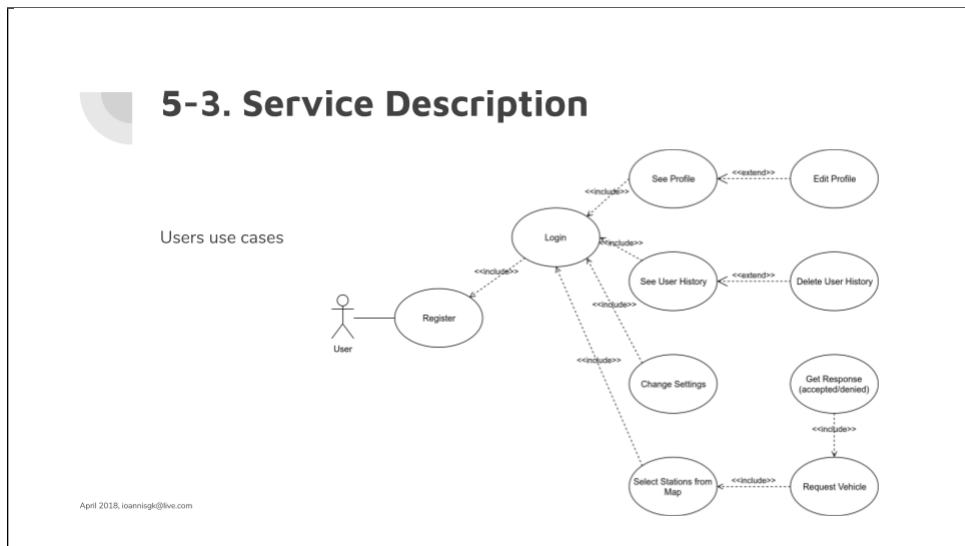 5-3. Service Description
Users use cases
See Profile
<<extend>>
Edit Profile
<<include>>
Login
<<include>>
<<include>>
See User History
<<extend>>
Delete User History
<<include>>
Register
User
<<include>>
Change Settings
Get Response
(accepted/denied)
<<include>>
<<include>>
Select Stations from
Map
<<include>>
Request Vehicle
April 2018, ioannisgk@live.com